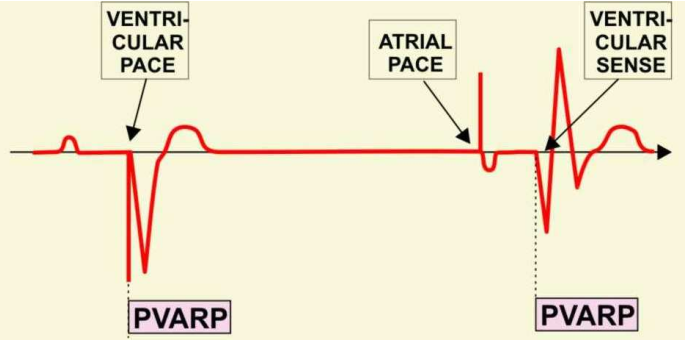 VENTRI-
CULAR
PACE
ATRIAL
PACE
VENTRI-
CULAR
SENSE
PVARP
PVARP